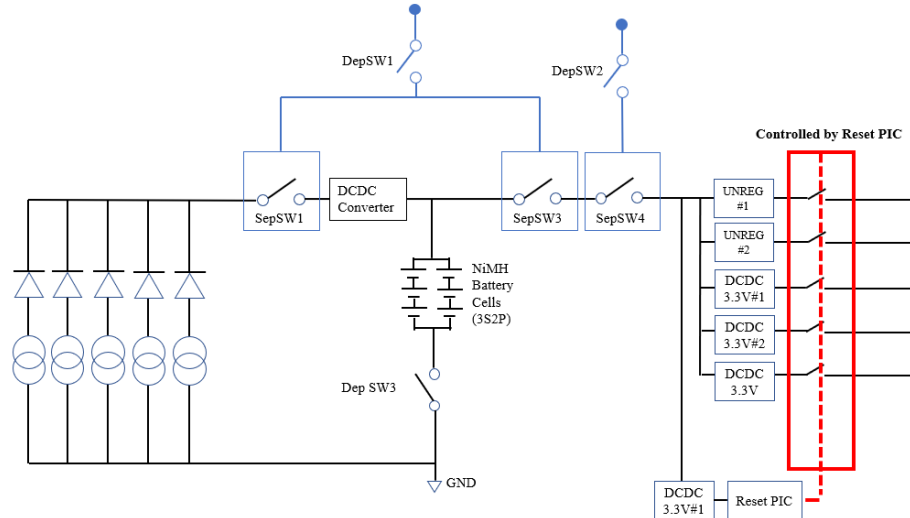 DepSW1
DepSW2
Controlled by Reset PIC
SepSW1
DCDC
Converter
SepSW3
SepSW4
UNREG
#1
UNREG
#2
DCDC
3.3V#1
DCDC
3.3V#2
DCDC
3.3V
NiMH
Battery
Cells
(3S2P)
Dep SW3
GND
DCDC
3.3V#1
Reset PIC